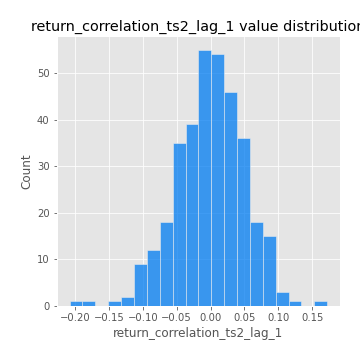 return_correlation_ts2_lag_1 value distribution
50
40
30
20
10
0
Count
−0.20 −0.15 −0.10 −0.05 0.00 0.05 0.10 0.15
return_correlation_ts2_lag_1